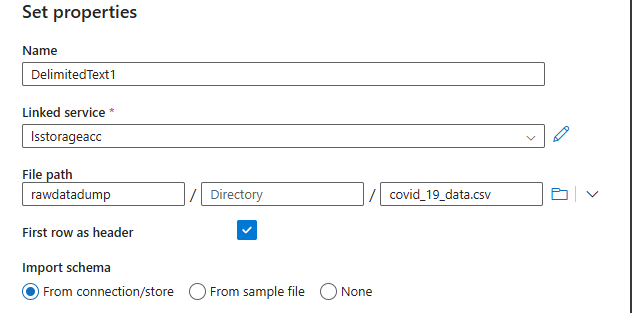 Set properties
Name
DelimitedText1
Linked service *
lsstorageacc
File path
rawdatadump / Directory / covid_19_data.csv
First row as header
Import schema
From connection/store From sample file None